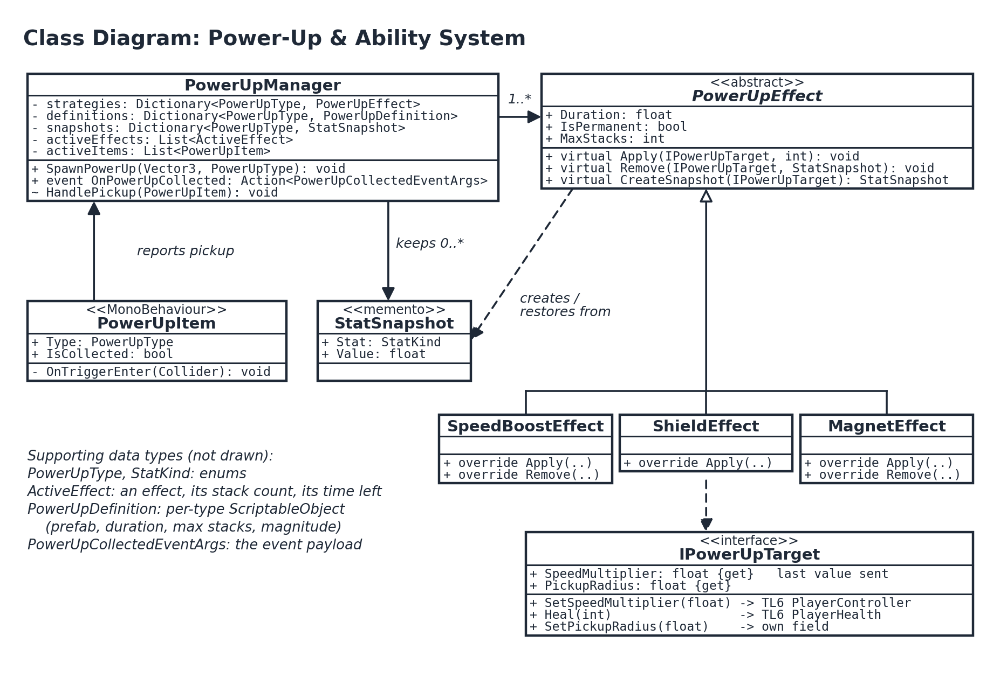 Class Diagram: Power-Up & Ability System
PowerUpManager
- strategies: Dictionary<PowerUpType, PowerUpEffect>
- definitions: Dictionary<PowerUpType, PowerUpDefinition>
- snapshots: Dictionary<PowerUpType, StatSnapshot>
- activeEffects: List<ActiveEffect>
- activeItems: List<PowerUpItem>
+ SpawnPowerUp(Vector3, PowerUpType): void
+ event OnPowerUpCollected: Action<PowerUpCollectedEventArgs>
~ HandlePickup(PowerUpItem): void
1..*
<<abstract>>
PowerUpEffect
+ Duration: float
+ IsPermanent: bool
+ MaxStacks: int
+ virtual Apply(IPowerUpTarget, int): void
+ virtual Remove(IPowerUpTarget, StatSnapshot): void
+ virtual CreateSnapshot(IPowerUpTarget): StatSnapshot
reports pickup
keeps 0..*
creates /
restores from
<<MonoBehaviour>>
PowerUpItem
+ Type: PowerUpType
+ IsCollected: bool
- OnTriggerEnter(Collider): void
<<memento>>
StatSnapshot
+ Stat: StatKind
+ Value: float
SpeedBoostEffect
+ override Apply(..)
+ override Remove(..)
ShieldEffect
+ override Apply(..)
MagnetEffect
+ override Apply(..)
+ override Remove(..)
Supporting data types (not drawn):
PowerUpType, StatKind: enums
ActiveEffect: an effect, its stack count, its time left
PowerUpDefinition: per-type ScriptableObject
(prefab, duration, max stacks, magnitude)
PowerUpCollectedEventArgs: the event payload
<<interface>>
IPowerUpTarget
+ SpeedMultiplier: float {get}   last value sent
+ PickupRadius: float {get}
+ SetSpeedMultiplier(float) -> TL6 PlayerController
+ Heal(int)                 -> TL6 PlayerHealth
+ SetPickupRadius(float)    -> own field